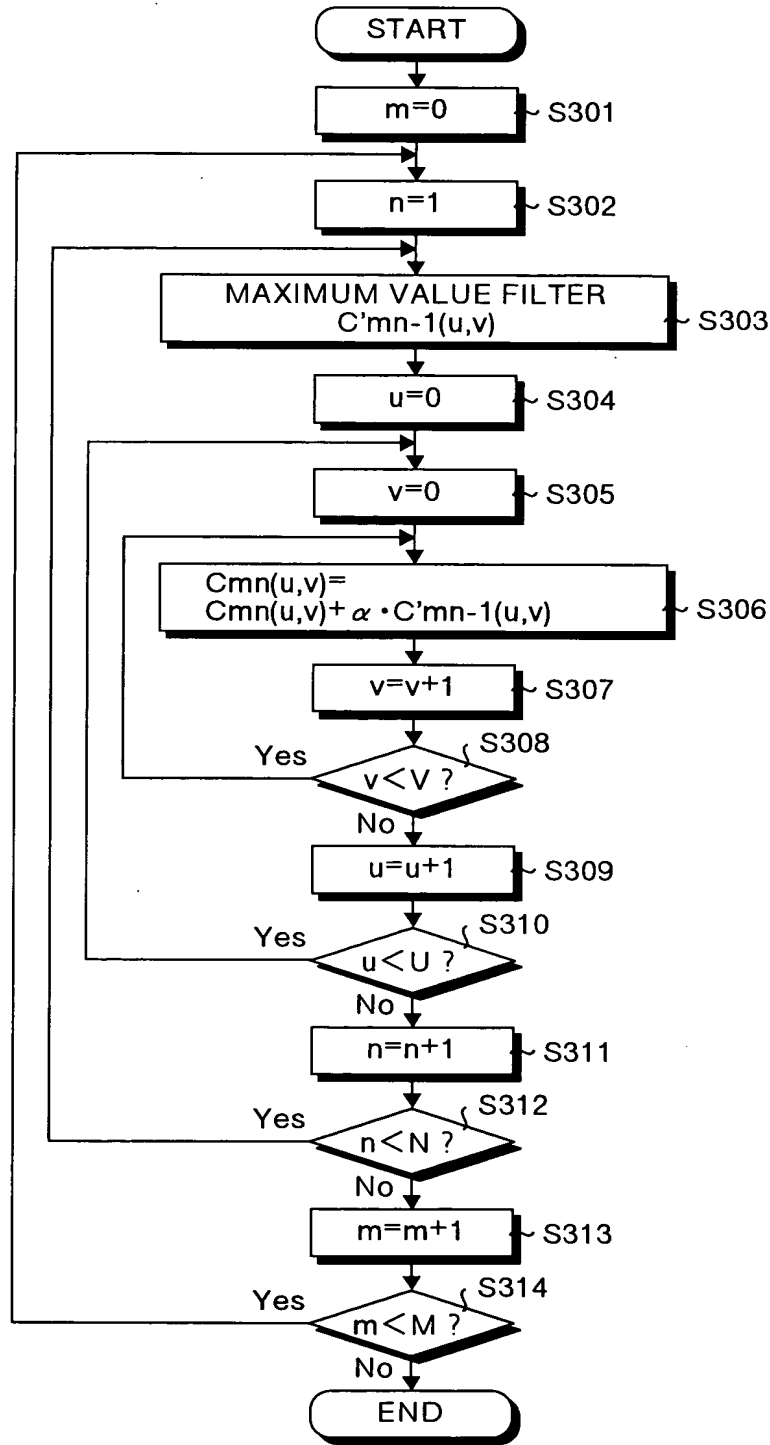 START
m=0 S301
n=1 S302
MAXIMUM VALUE FILTER
C'mn-1(u,v) S303
u=0 S304
v=0 S305
Cmn(u,v)=
Cmn(u,v)+α·C'mn-1(u,v) S306
v=v+1 S307
S308
Yes v<V ?
No
u=u+1 S309
S310
Yes u<U ?
No
n=n+1 S311
S312
Yes n<N ?
No
m=m+1 S313
S314
Yes m<M ?
No
END